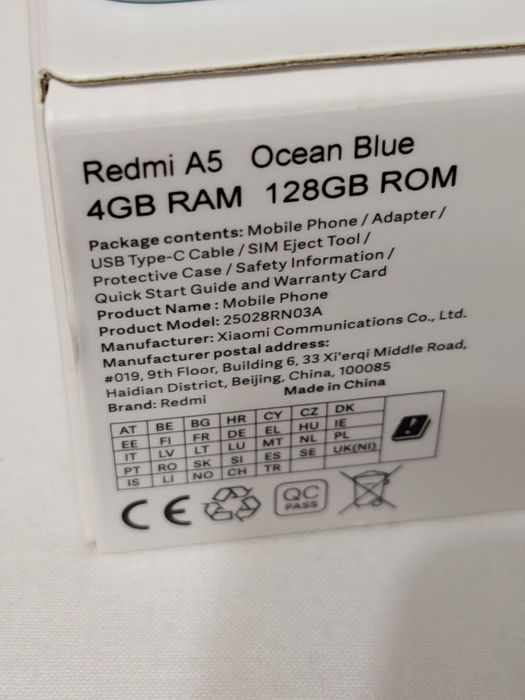 Redmi A5 Ocean Blue
4GB RAM 128GB ROM
Package contents: Mobile Phone / Adapter /
USB Type-C Cable / SIM Eject Tool /
Protective Case / Safety Information /
Quick Start Guide and Warranty Card
Product Name : Mobile Phone
Product Model: 25028RN03A
Manufacturer: Xiaomi Communications Co., Ltd.
Manufacturer postal address:
#019, 9th Floor, Building 6, 33 Xi'erqi Middle Road,
Haidian District, Beijing, China, 100085
Brand: Redmi Made in China
AT BE BG HR CY CZ DK
EE FI FR DE EL HU IE
IT LV LT LU MT NL PL
PT RO SK SI ES SE UK(NI)
IS LI NO CH TR
CE QC
PASS